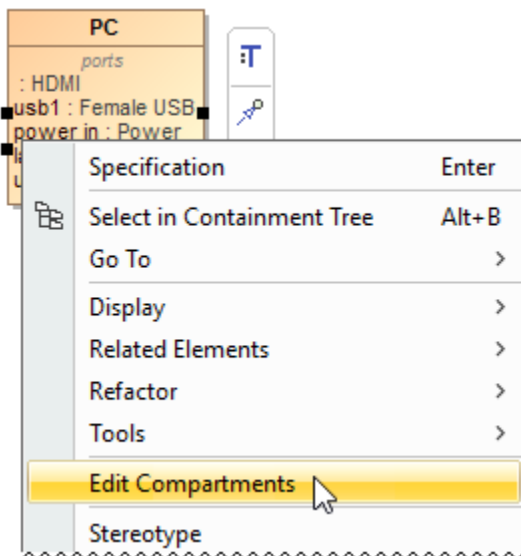 PC
ports
: HDMI
usb1 : Female USB
power in : Power
Specification Enter
Select in Containment Tree Alt+B
Go To
Display
Related Elements
Refactor
Tools
Edit Compartments
Stereotype